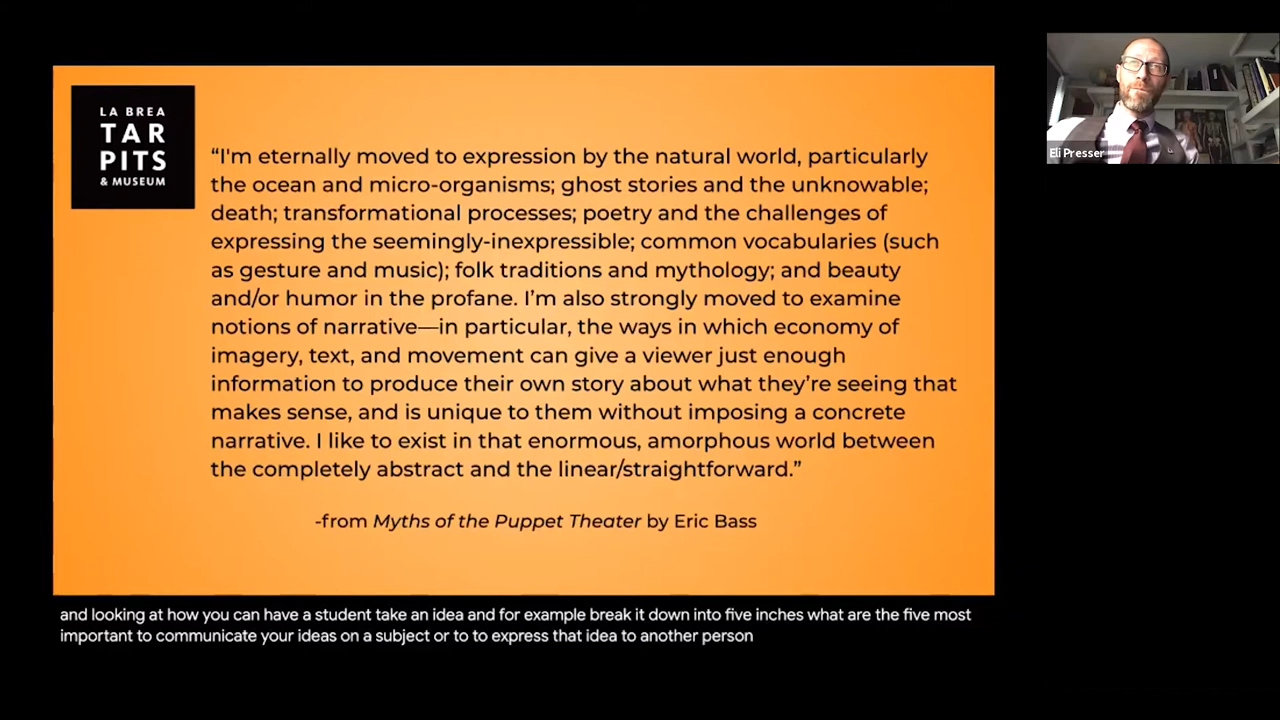 LA BREA
TAR
PITS
& MUSEUM
“I'm eternally moved to expression by the natural world, particularly
the ocean and micro-organisms; ghost stories and the unknowable;
death; transformational processes; poetry and the challenges of
expressing the seemingly-inexpressible; common vocabularies (such
as gesture and music); folk traditions and mythology; and beauty
and/or humor in the profane. I’m also strongly moved to examine
notions of narrative—in particular, the ways in which economy of
imagery, text, and movement can give a viewer just enough
information to produce their own story about what they’re seeing that
makes sense, and is unique to them without imposing a concrete
narrative. I like to exist in that enormous, amorphous world between
the completely abstract and the linear/straightforward.”
-from Myths of the Puppet Theater by Eric Bass
Eli Presser
and looking at how you can have a student take an idea and for example break it down into five inches what are the five most
important to communicate your ideas on a subject or to to express that idea to another person